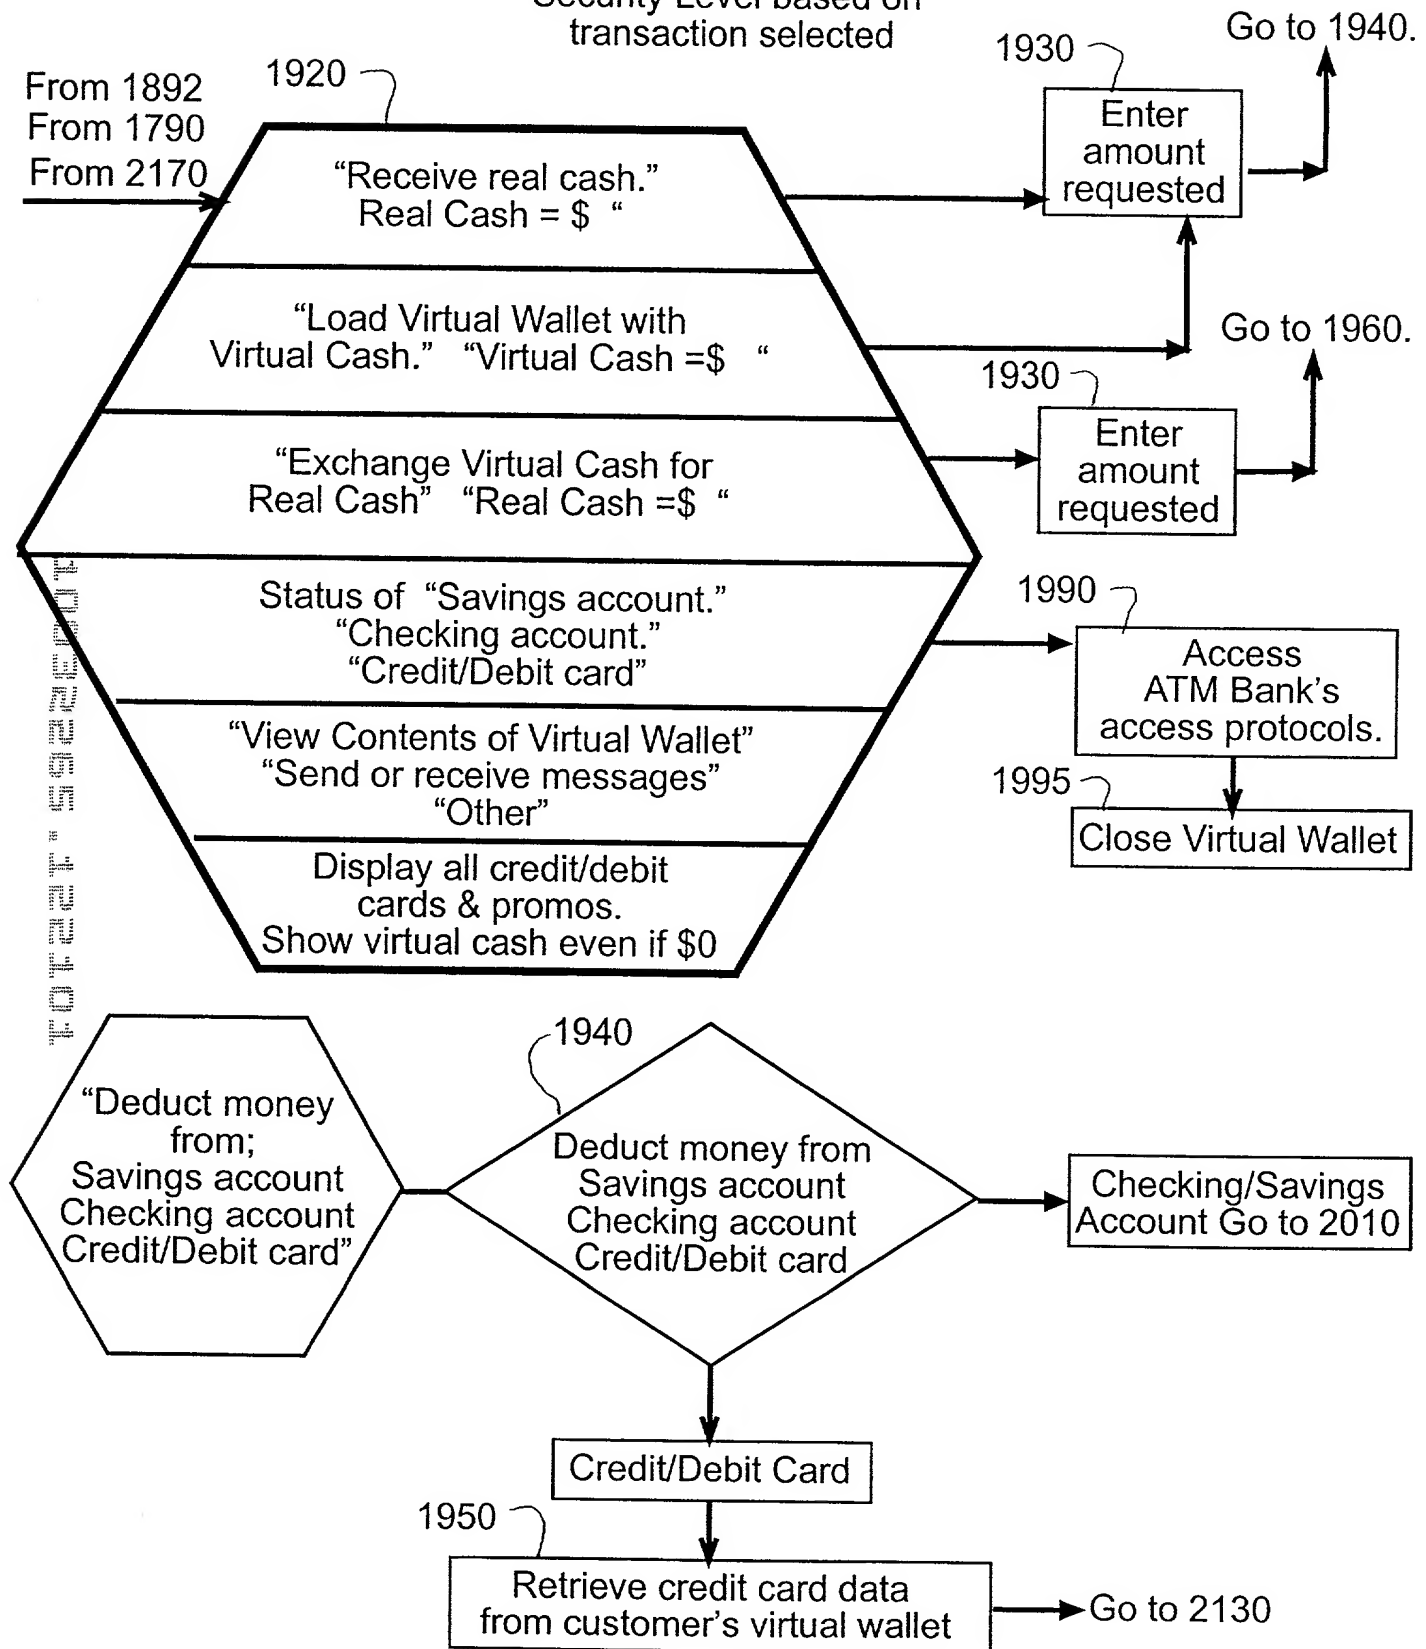 Security Level based on
transaction selected
Go to 1940.
1930
1920
From 1892
From 1790
From 2170
Enter
amount
requested
“Receive real cash.”
Real Cash = $ “
“Load Virtual Wallet with
Virtual Cash.” “Virtual Cash =$ “
Go to 1960.
1930
Enter
amount
requested
“Exchange Virtual Cash for
Real Cash” “Real Cash =$ “
Status of “Savings account.”
“Checking account.”
“Credit/Debit card”
1990
Access
ATM Bank’s
access protocols.
“View Contents of Virtual Wallet”
“Send or receive messages”
“Other”
1995
Close Virtual Wallet
Display all credit/debit
cards & promos.
Show virtual cash even if $0
10032255.122101
“Deduct money
from;
Savings account
Checking account
Credit/Debit card”
1940
Deduct money from
Savings account
Checking account
Credit/Debit card
Checking/Savings
Account Go to 2010
Credit/Debit Card
1950
Retrieve credit card data
from customer’s virtual wallet
Go to 2130